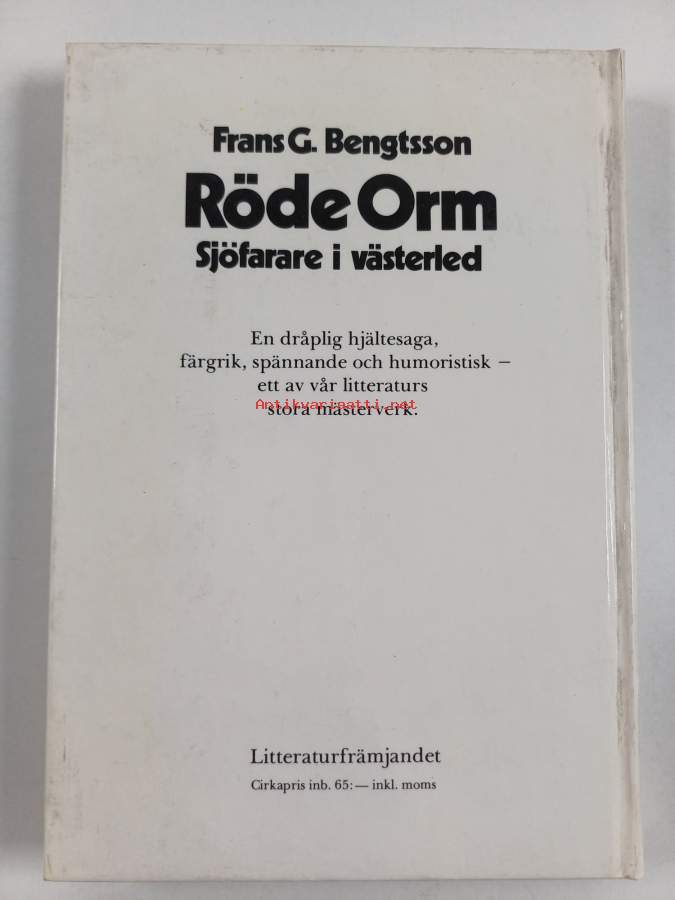 Frans G. Bengtsson
Röde Orm
Sjöfarare i västerled
En dråplig hjältesaga,
färgrik, spännande och humoristisk —
ett av vår litteraturs
Antikvariaatti.net
stora mästerverk.
Litteraturfrämjandet
Cirkapris inb. 65:— inkl. moms